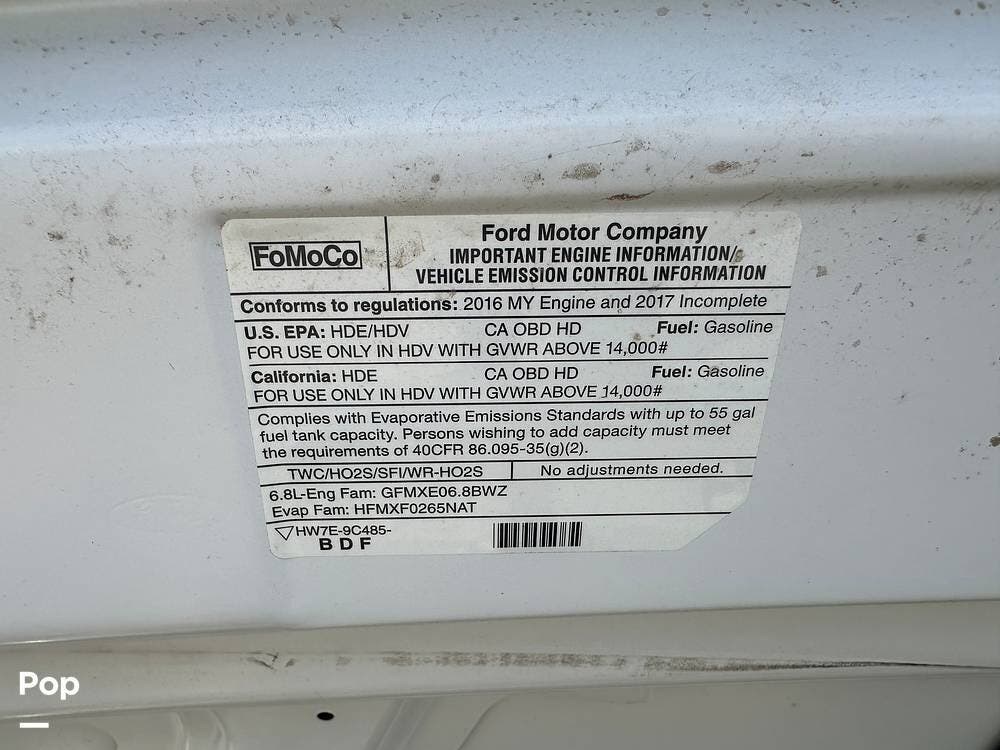 FoMoCo
Ford Motor Company
IMPORTANT ENGINE INFORMATION/
VEHICLE EMISSION CONTROL INFORMATION
Conforms to regulations: 2016 MY Engine and 2017 Incomplete
U.S. EPA: HDE/HDV CA OBD HD Fuel: Gasoline
FOR USE ONLY IN HDV WITH GVWR ABOVE 14,000#
California: HDE CA OBD HD Fuel: Gasoline
FOR USE ONLY IN HDV WITH GVWR ABOVE 14,000#
Complies with Evaporative Emissions Standards with up to 55 gal
fuel tank capacity. Persons wishing to add capacity must meet
the requirements of 40CFR 86.095-35(g)(2).
TWC/HO2S/SFI/WR-HO2S No adjustments needed.
6.8L-Eng Fam: GFMXE06.8BWZ
Evap Fam: HFMXF0265NAT
HW7E-9C485-
B D F
Pop